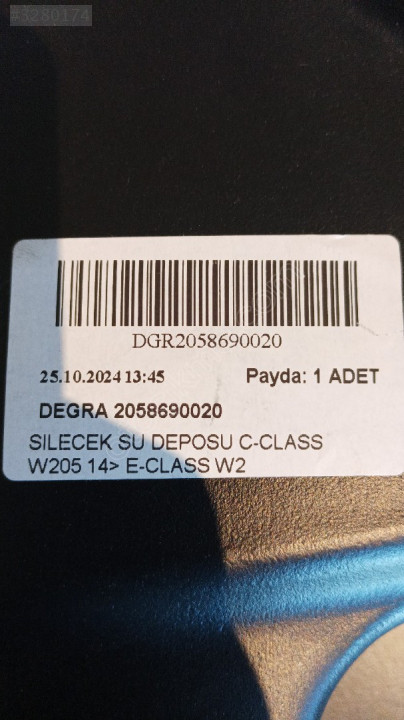 #3280174
DGR2058690020
25.10.2024 13:45 Payda: 1 ADET
DEGRA 2058690020
SILECEK SU DEPOSU C-CLASS
W205 14> E-CLASS W2